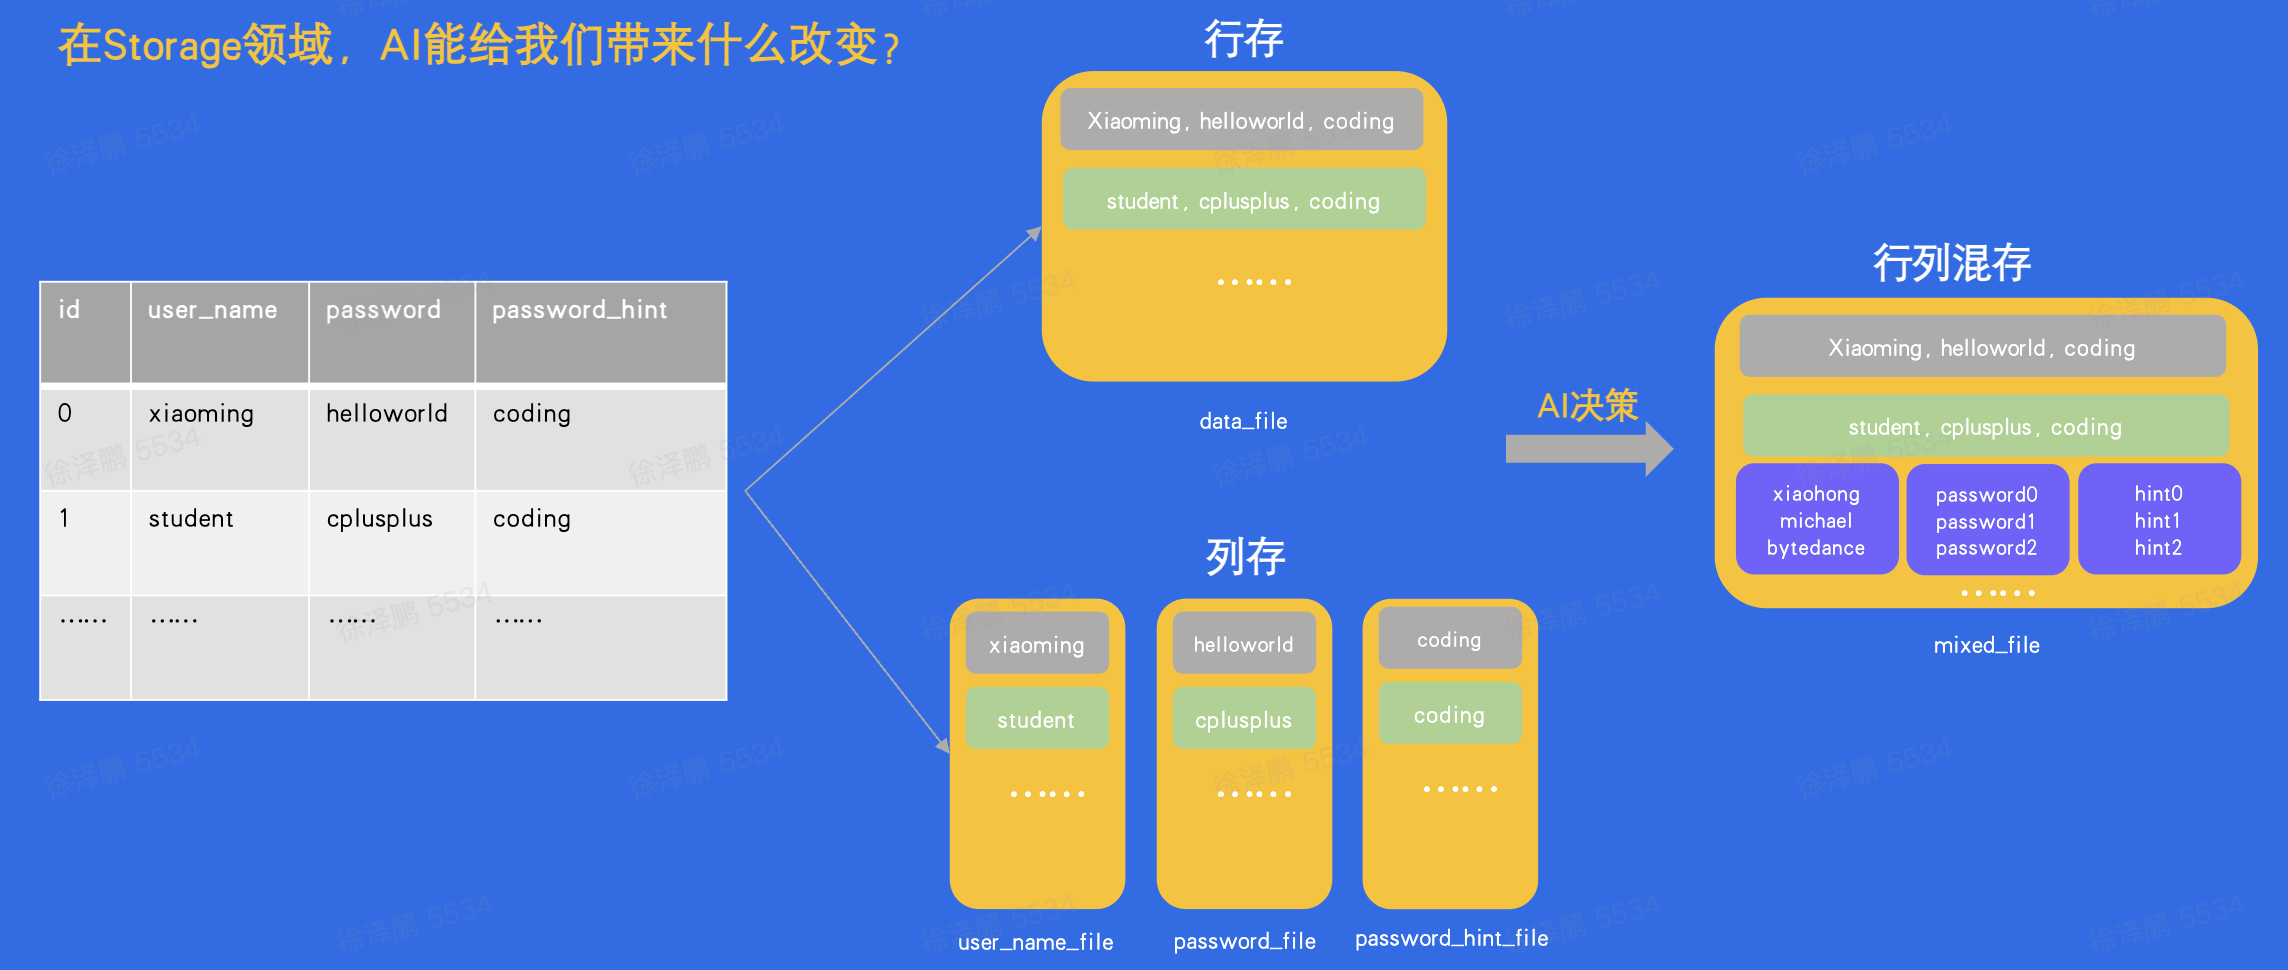 在Storage领域，AI能给我们带来什么改变？
id user_name password password_hint
0 xiaoming helloworld coding
1 student cplusplus coding
…… …… …… ……
行存
Xiaoming, helloworld, coding
student, cplusplus, coding
……
data_file
列存
xiaoming
student
……
user_name_file
helloworld
cplusplus
……
password_file
coding
coding
……
password_hint_file
AI决策
行列混存
Xiaoming, helloworld, coding
student, cplusplus, coding
xiaohong
michael
bytedance
password0
password1
password2
hint0
hint1
hint2
……
mixed_file
徐泽鹏 5534